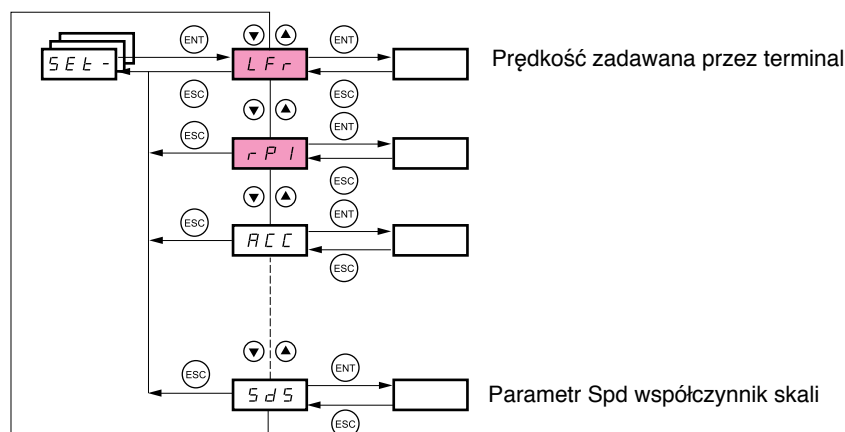 ENT
ENT
SEt-
LFr
Prędkość zadawana przez terminal
ESC
ESC
ESC
ENT
rPI
ESC
ESC
ENT
ACC
ESC
ESC
ENT
SdS
Parametr Spd współczynnik skali
ESC